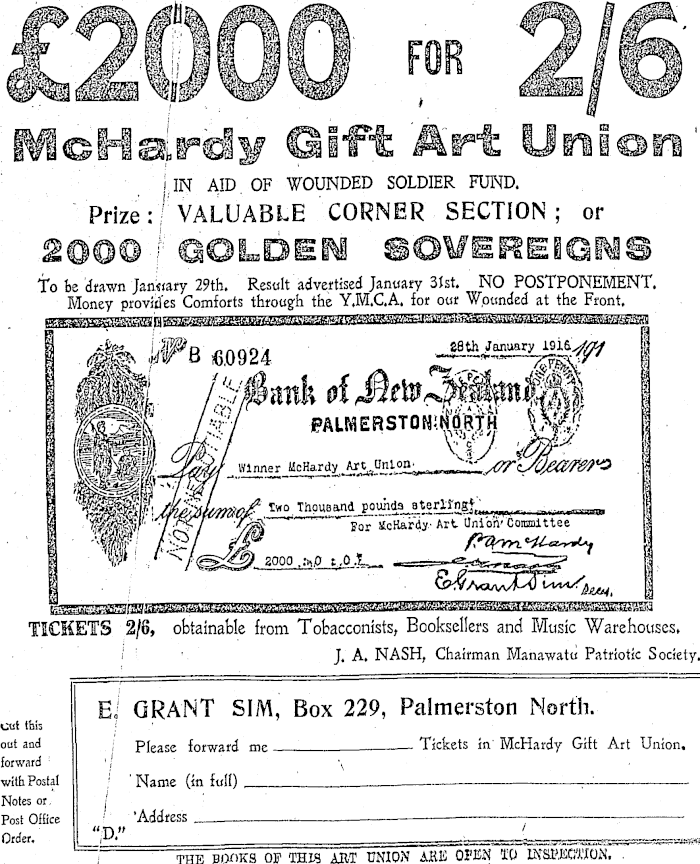 £2000 FOR 2/6
McHardy Gift Art Union
IN AID OF WOUNDED SOLDIER FUND.
Prize: VALUABLE CORNER SECTION; or
2000 GOLDEN SOVEREIGNS
To be drawn January 29th. Result advertised January 31st. NO POSTPONEMENT.
Money provides Comforts through the Y.M.C.A. for our Wounded at the Front.
No B 60924
28th January 1916 191
Bank of New Zealand
PALMERSTON NORTH
ONE PENNY
NOT NEGOTIABLE
Pay Winner McHardy Art Union or Bearer
the sum of Two Thousand pounds sterling
For McHardy Art Union Committee
£ 2000 : 0 : 0
P A McHardy
E Grant Sim
TICKETS 2/6, obtainable from Tobacconists, Booksellers and Music Warehouses.
J. A. NASH, Chairman Manawatu Patriotic Society.
Cut this
out and
forward
with Postal
Notes or
Post Office
Order.
E. GRANT SIM, Box 229, Palmerston North.
Please forward me Tickets in McHardy Gift Art Union.
Name (in full)
Address
"D."
THE BOOKS OF THIS ART UNION ARE OPEN TO INSPECTION.